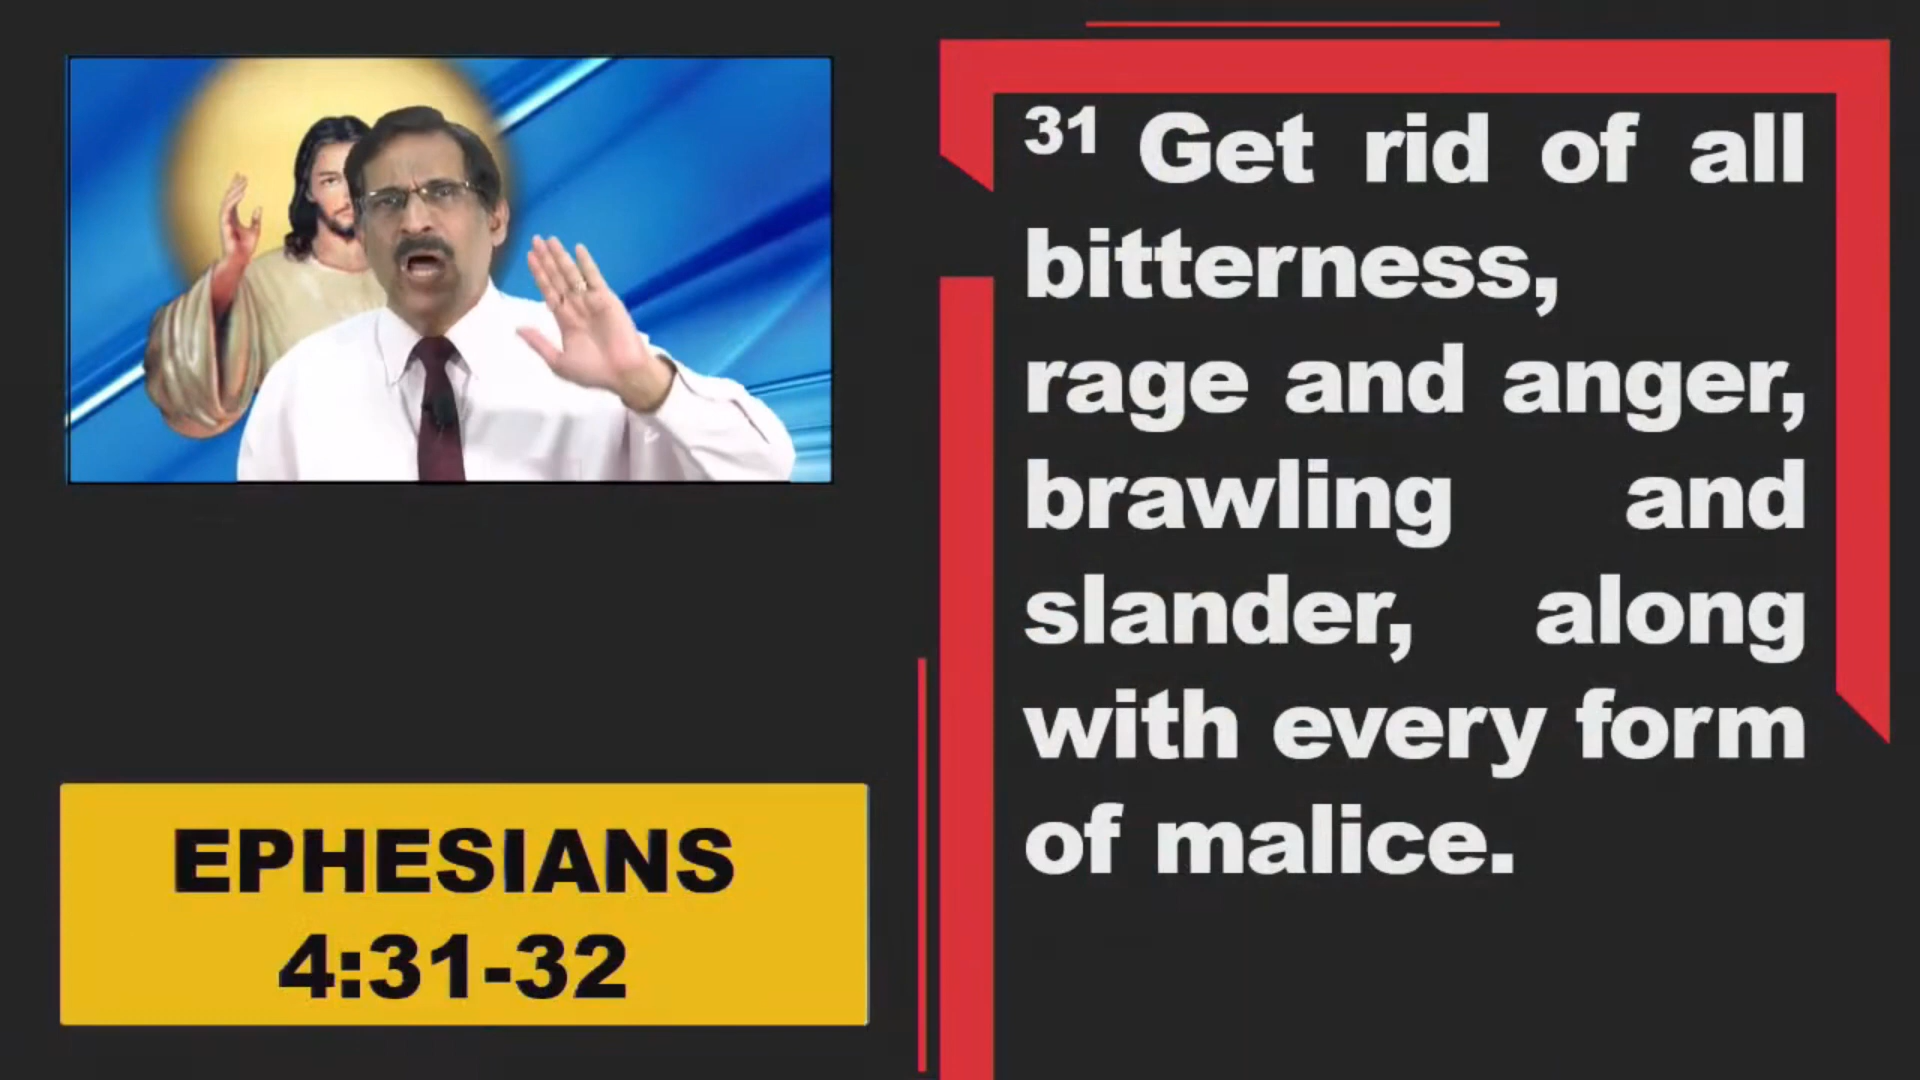 31 Get rid of all
bitterness,
rage and anger,
brawling and
slander, along
with every form
of malice.
EPHESIANS
4:31-32